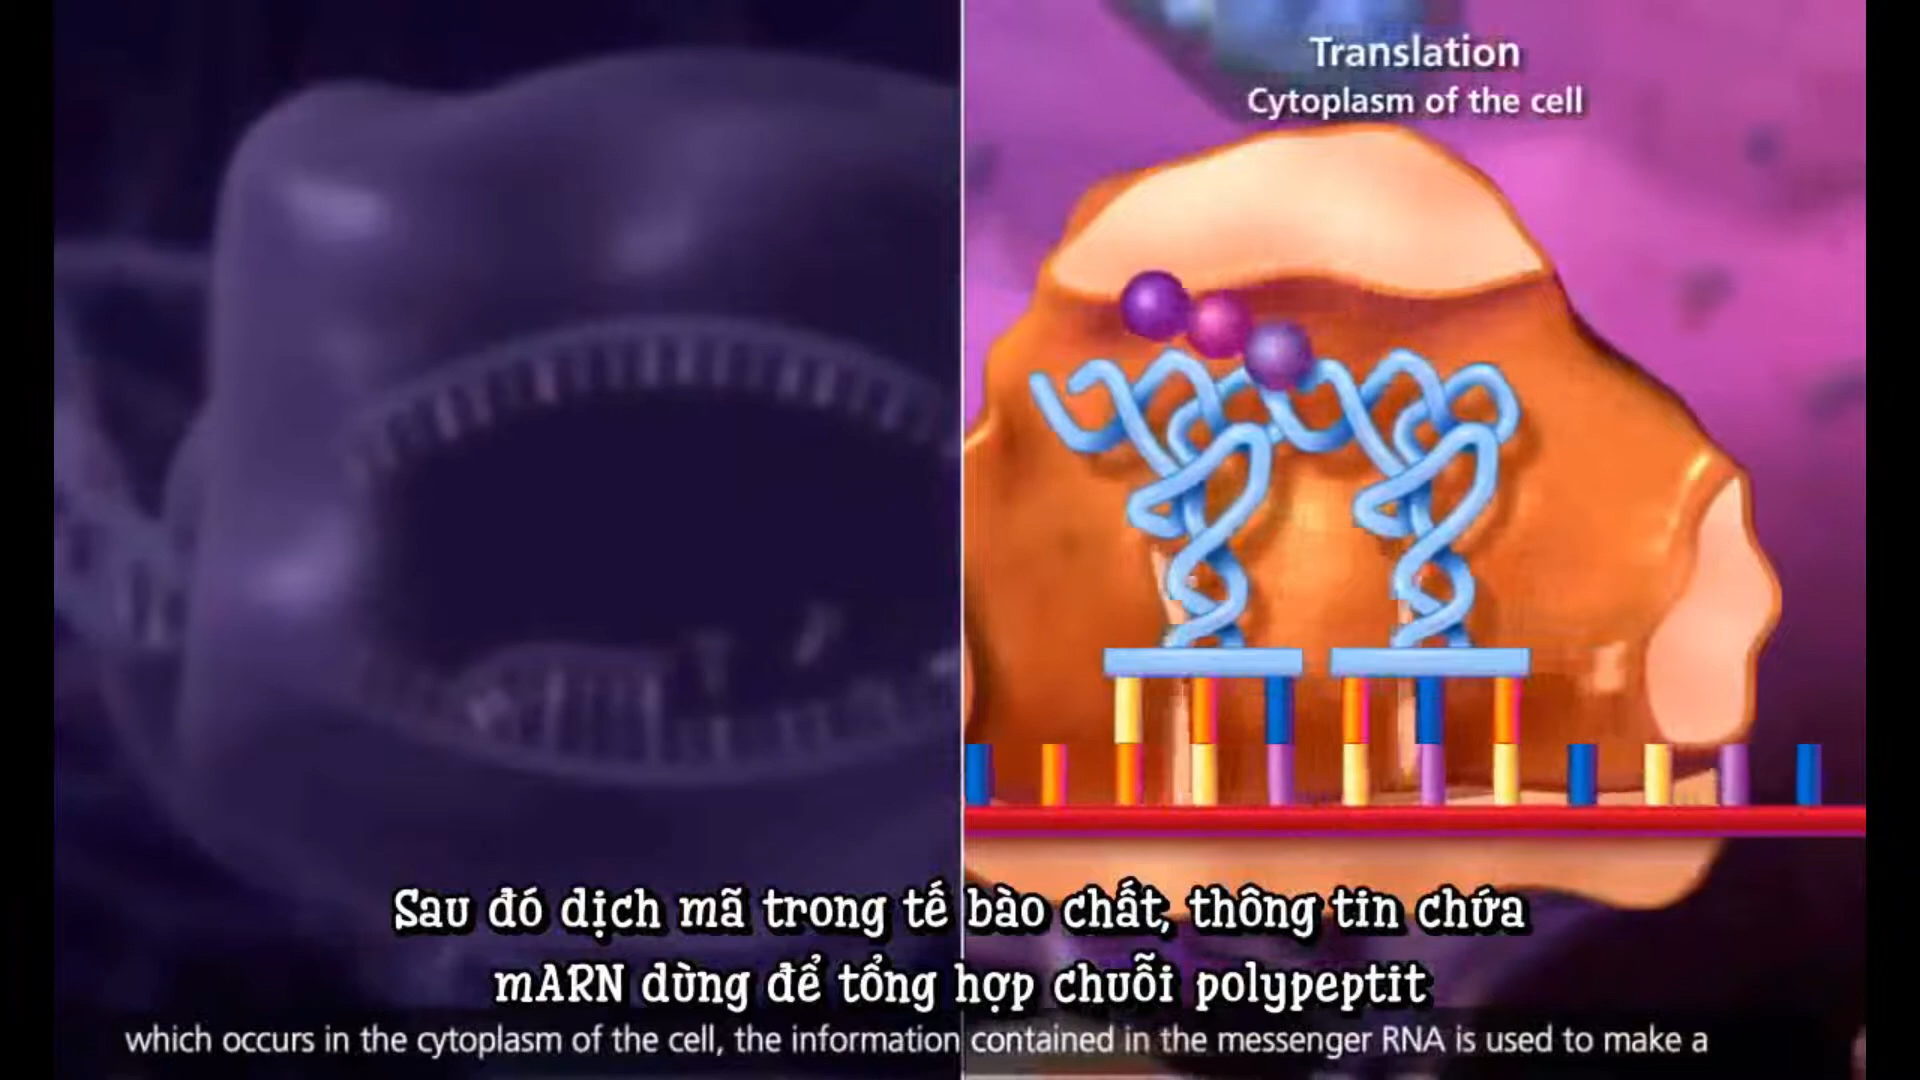 Translation
Cytoplasm of the cell
Sau đó dịch mã trong tế bào chất, thông tin chứa
mARN dùng để tổng hợp chuỗi polypeptit
which occurs in the cytoplasm of the cell, the information contained in the messenger RNA is used to make a